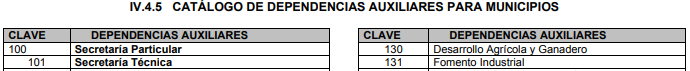 IV.4.5 CATÁLOGO DE DEPENDENCIAS AUXILIARES PARA MUNICIPIOS
CLAVE DEPENDENCIAS AUXILIARES
100 Secretaría Particular
101 Secretaría Técnica
CLAVE DEPENDENCIAS AUXILIARES
130 Desarrollo Agrícola y Ganadero
131 Fomento Industrial